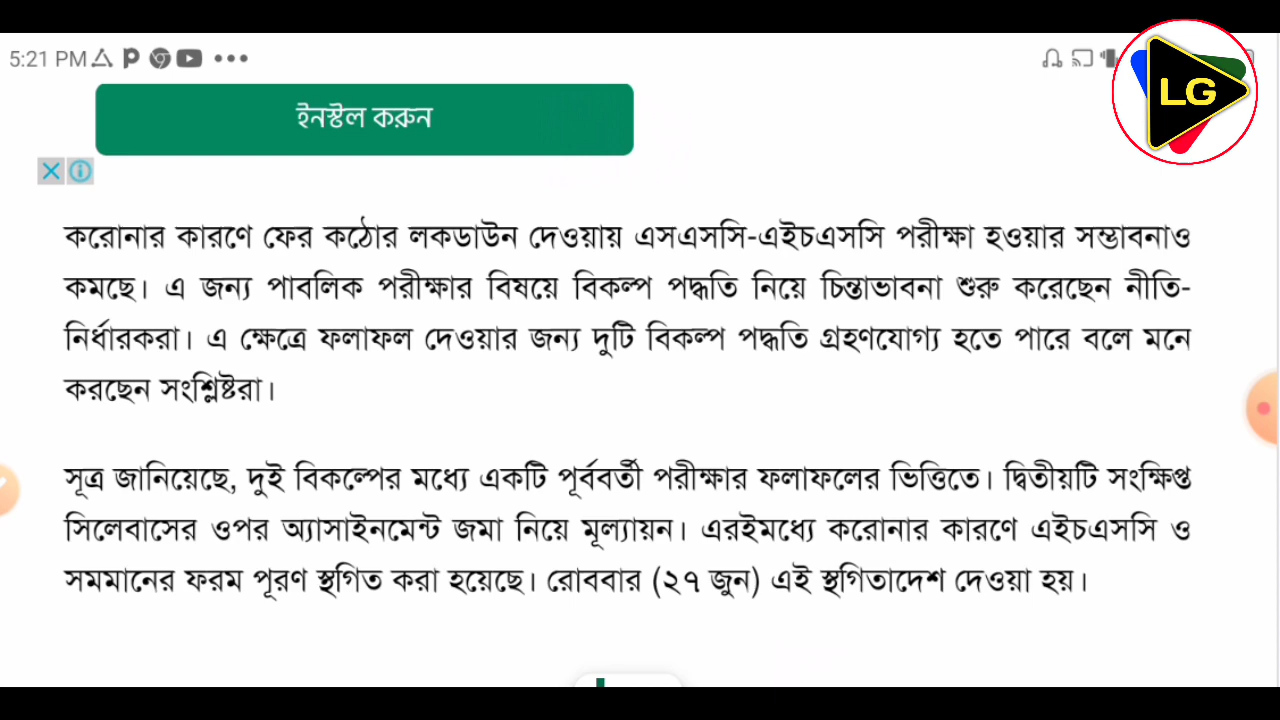 5:21 PM
LG
ইনস্টল করুন
করোনার কারণে ফের কঠোর লকডাউন দেওয়ায় এসএসসি-এইচএসসি পরীক্ষা হওয়ার সম্ভাবনাও
কমছে। এ জন্য পাবলিক পরীক্ষার বিষয়ে বিকল্প পদ্ধতি নিয়ে চিন্তাভাবনা শুরু করেছেন নীতি-
নির্ধারকরা। এ ক্ষেত্রে ফলাফল দেওয়ার জন্য দুটি বিকল্প পদ্ধতি গ্রহণযোগ্য হতে পারে বলে মনে
করছেন সংশ্লিষ্টরা।
সূত্র জানিয়েছে, দুই বিকল্পের মধ্যে একটি পূর্ববর্তী পরীক্ষার ফলাফলের ভিত্তিতে। দ্বিতীয়টি সংক্ষিপ্ত
সিলেবাসের ওপর অ্যাসাইনমেন্ট জমা নিয়ে মূল্যায়ন। এরইমধ্যে করোনার কারণে এইচএসসি ও
সমমানের ফরম পূরণ স্থগিত করা হয়েছে। রোববার (২৭ জুন) এই স্থগিতাদেশ দেওয়া হয়।